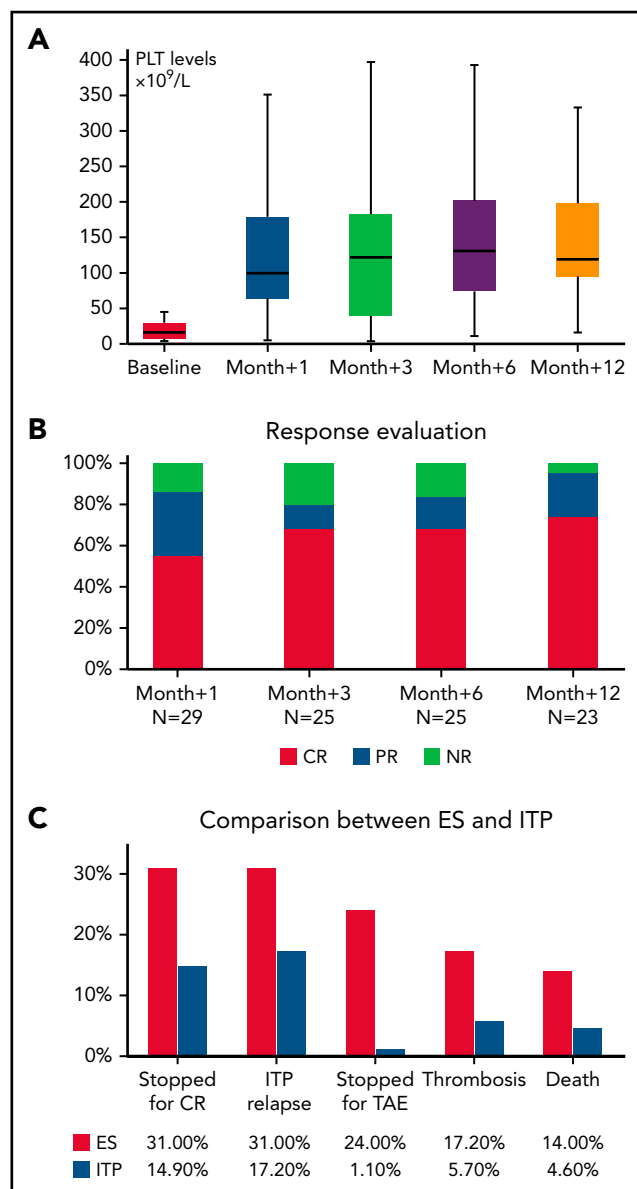 A
PLT levels
×10⁹/L
400
350
300
250
200
150
100
50
0
Baseline Month+1 Month+3 Month+6 Month+12
B
Response evaluation
100%
80%
60%
40%
20%
0%
Month+1 Month+3 Month+6 Month+12
N=29 N=25 N=25 N=23
CR PR NR
C
Comparison between ES and ITP
30%
20%
10%
0%
Stopped ITP Stopped Thrombosis Death
for CR relapse for TAE
ES 31.00% 31.00% 24.00% 17.20% 14.00%
ITP 14.90% 17.20% 1.10% 5.70% 4.60%